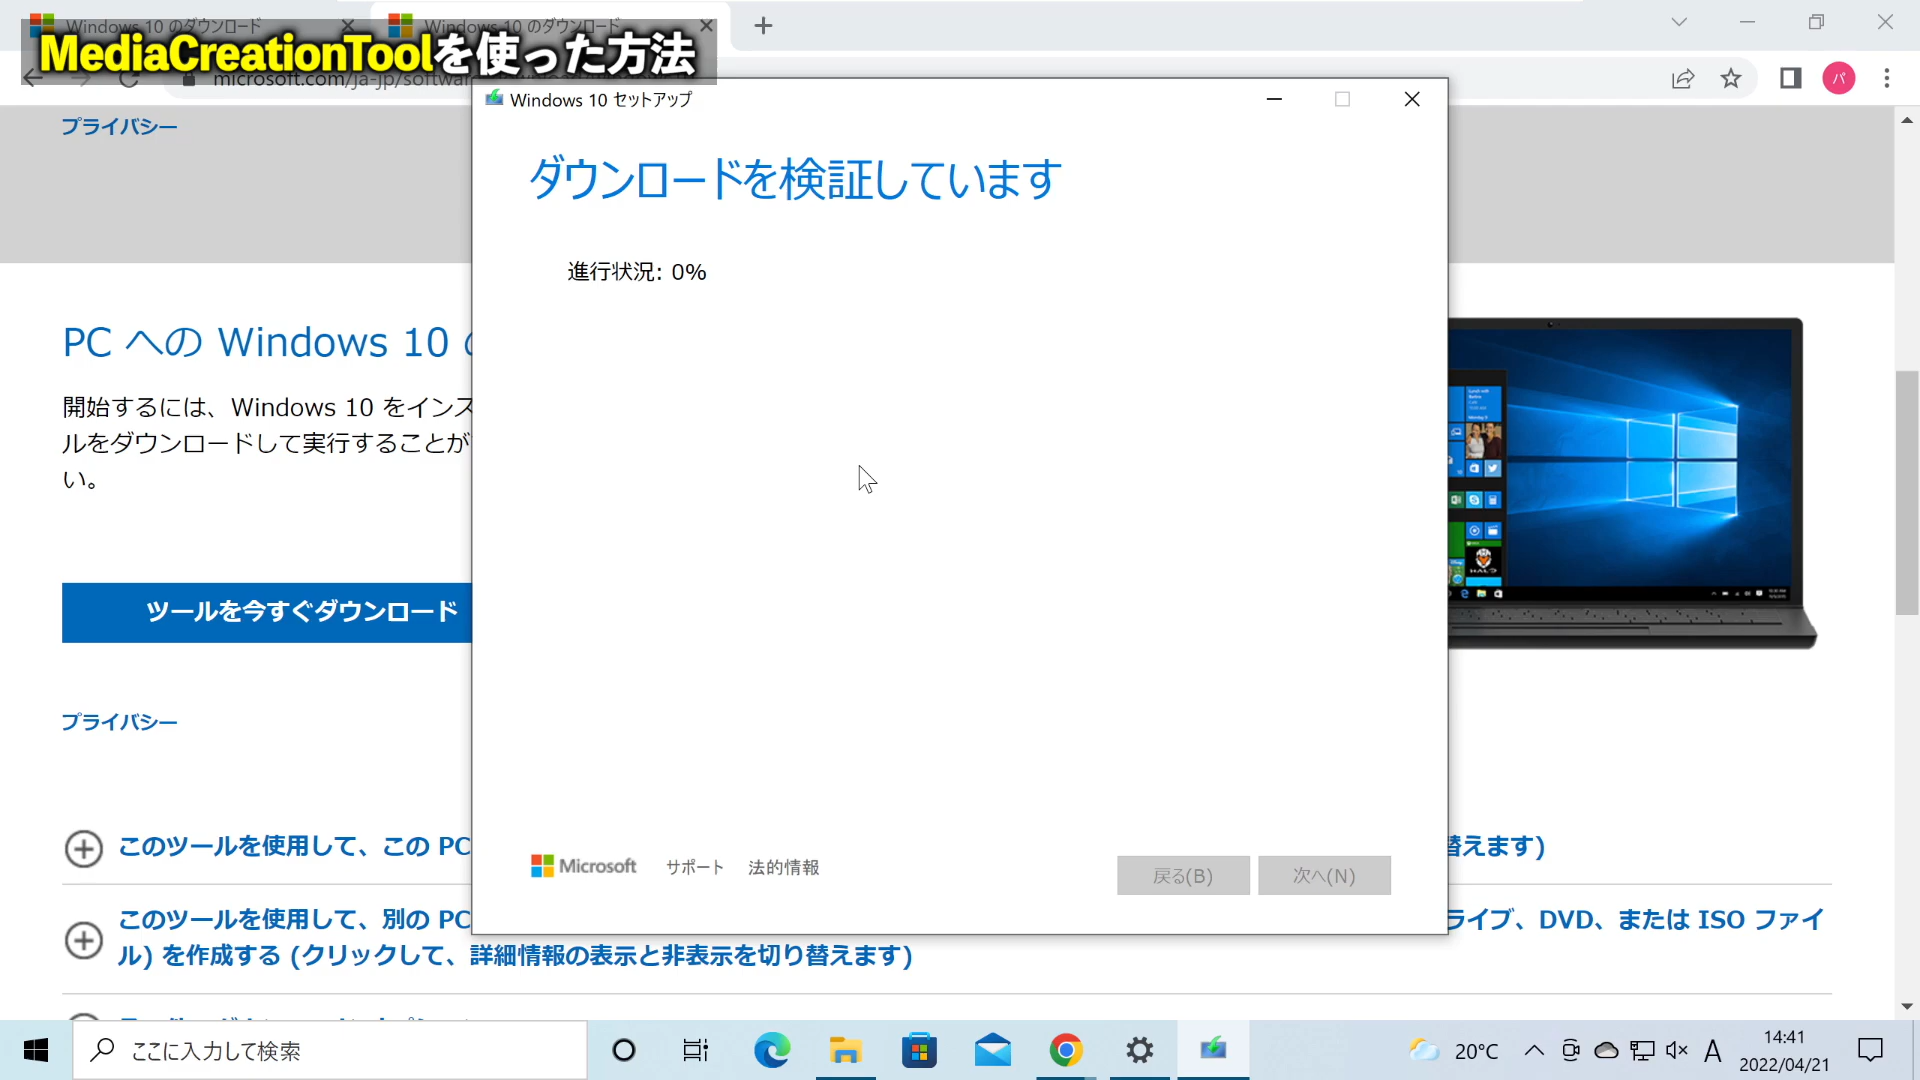 Windows 10 のダウンロード
Windows 10 のダウンロード
MediaCreationToolを使った方法
microsoft.com/ja-jp/softwar
パ
プライバシー
Windows 10 セットアップ
ダウンロードを検証しています
進行状況: 0%
PC への Windows 10
開始するには、Windows 10 をインス
ルをダウンロードして実行することが
い。
ツールを今すぐダウンロード
プライバシー
Microsoft サポート 法的情報
戻る(B) 次へ(N)
このツールを使用して、この PC
替えます)
このツールを使用して、別の PC
ライブ、DVD、または ISO ファイ
ル) を作成する (クリックして、詳細情報の表示と非表示を切り替えます)
HALO
ここに入力して検索
20°C
A
14:41
2022/04/21